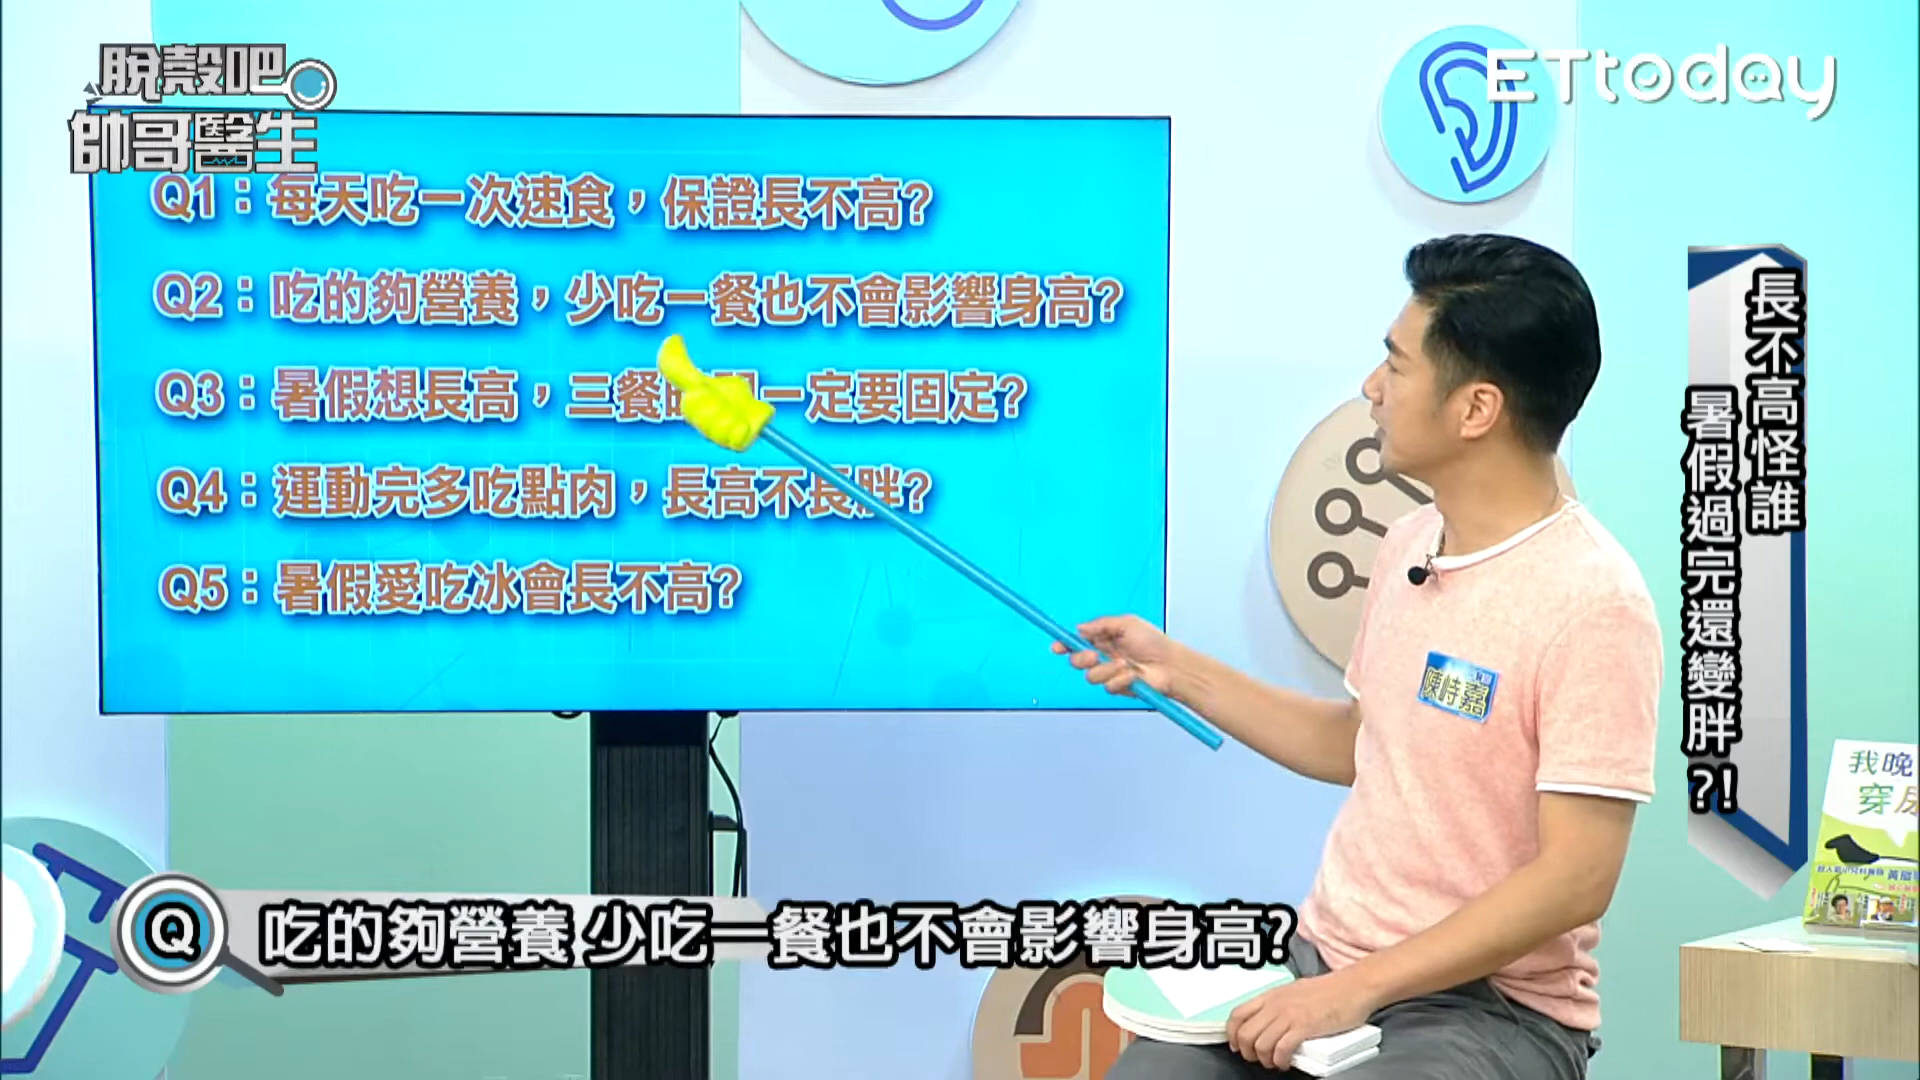 脫殼吧
帥哥醫生
ETtoday
Q1：每天吃一次速食，保證長不高?
Q2：吃的夠營養，少吃一餐也不會影響身高?
Q3：暑假想長高，三餐 一定要固定?
Q4：運動完多吃點肉，長高不長胖?
Q5：暑假愛吃冰會長不高?
長不高怪誰
暑假過完還變胖?!
陳峙嘉
我晚
穿
Q 吃的夠營養 少吃一餐也不會影響身高?